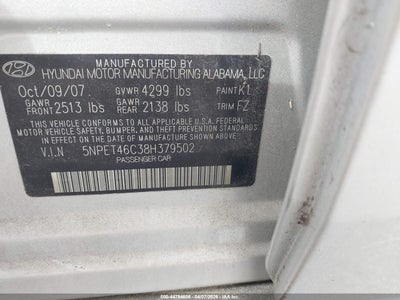 MANUFACTURED BY
HYUNDAI MOTOR MANUFACTURING ALABAMA, LLC
Oct/09/07. GVWR 4299 lbs PAINT K1
GAWR FRONT 2513 lbs GAWR REAR 2138 lbs TRIM FZ
THIS VEHICLE CONFORMS TO ALL APPLICABLE
U.S. FEDERAL MOTOR VEHICLE SAFETY, BUMPER,
AND THEFT PREVENTION STANDARDS
IN EFFECT ON THE DATE OF MANUFACTURE
SHOWN ABOVE.
V.I.N 5NPET46C38H379502
PASSENGER CAR